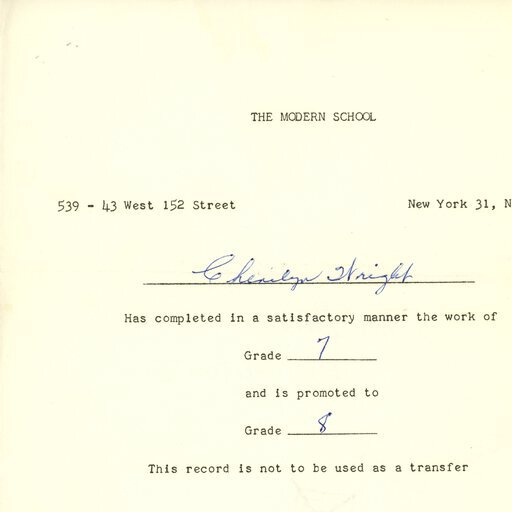 THE MODERN SCHOOL
539 - 43 West 152 Street New York 31, N
Cherilyn Wright
Has completed in a satisfactory manner the work of
Grade 7
and is promoted to
Grade 8
This record is not to be used as a transfer